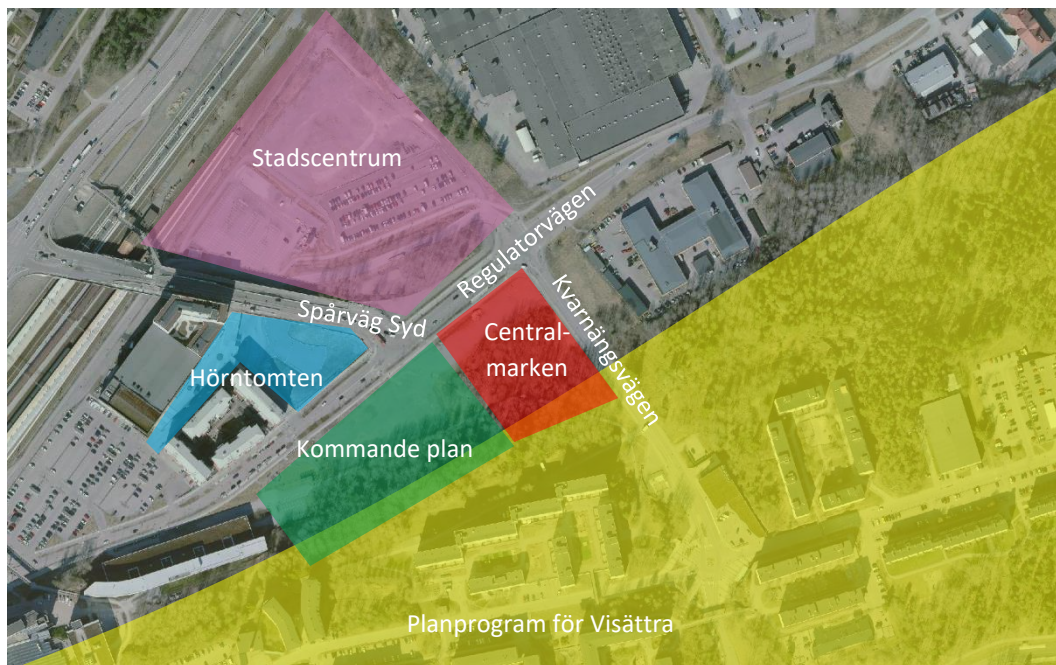 Stadscentrum
Regulatorvägen
Spårväg Syd
Kvarnängsvägen
Central-
marken
Hörntomten
Kommande plan
Planprogram för Visättra